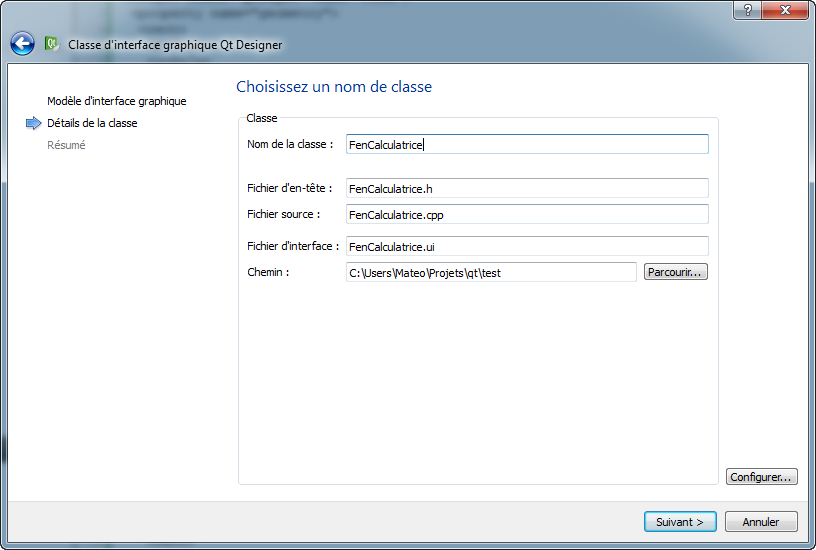 Classe d'interface graphique Qt Designer
Choisissez un nom de classe
Modèle d'interface graphique
Détails de la classe
Résumé
Classe
Nom de la classe : FenCalculatrice
Fichier d'en-tête : FenCalculatrice.h
Fichier source : FenCalculatrice.cpp
Fichier d'interface : FenCalculatrice.ui
Chemin : C:\Users\Mateo\Projets\qt\test Parcourir...
Configurer...
Suivant > Annuler